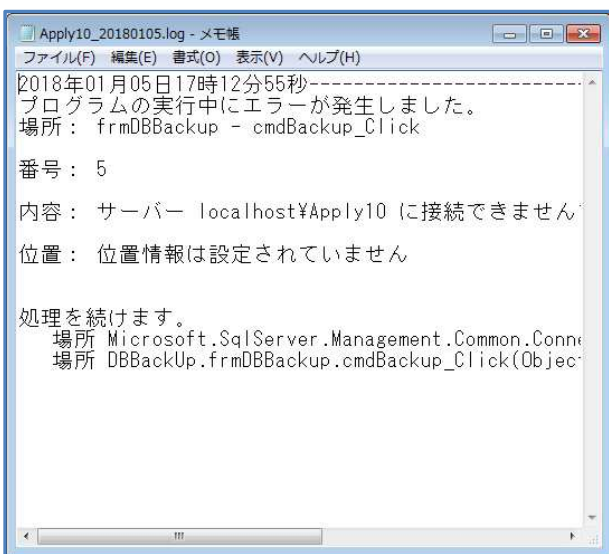 Apply10_20180105.log - メモ帳
ファイル(F) 編集(E) 書式(O) 表示(V) ヘルプ(H)
2018年01月05日17時12分55秒-------------------------
プログラムの実行中にエラーが発生しました。
場所： frmDBBackup - cmdBackup_Click
番号： 5
内容： サーバー localhost¥Apply10 に接続できません
位置： 位置情報は設定されていません
処理を続けます。
場所 Microsoft.SqlServer.Management.Common.Conne
場所 DBBackUp.frmDBBackup.cmdBackup_Click(Objec